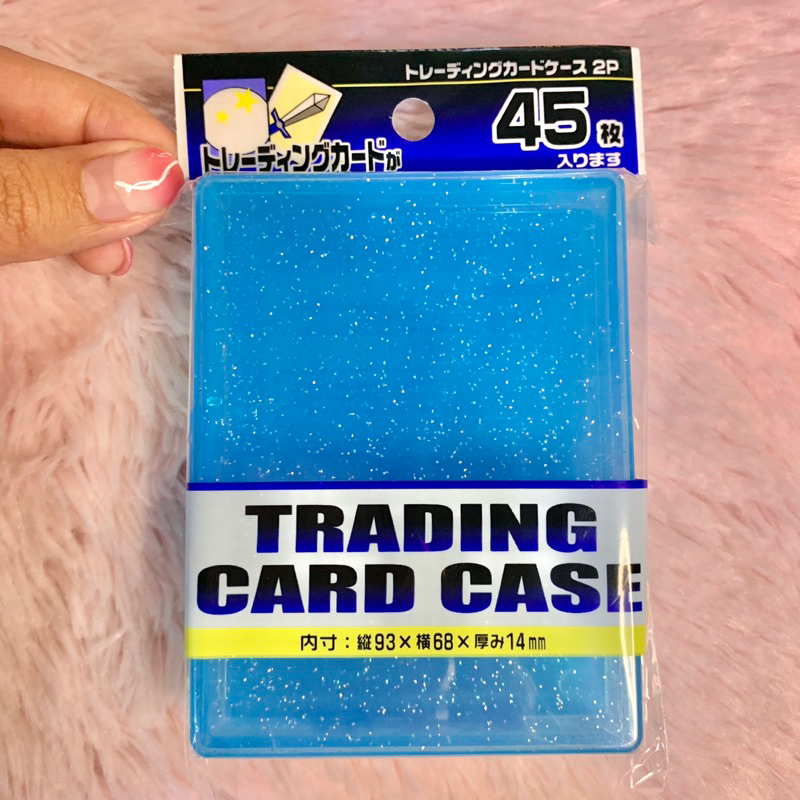 トレーディングカードケース 2P
45枚
入ります
トレーディングカードが
TRADING
CARD CASE
内寸：縦93×横68×厚み14mm